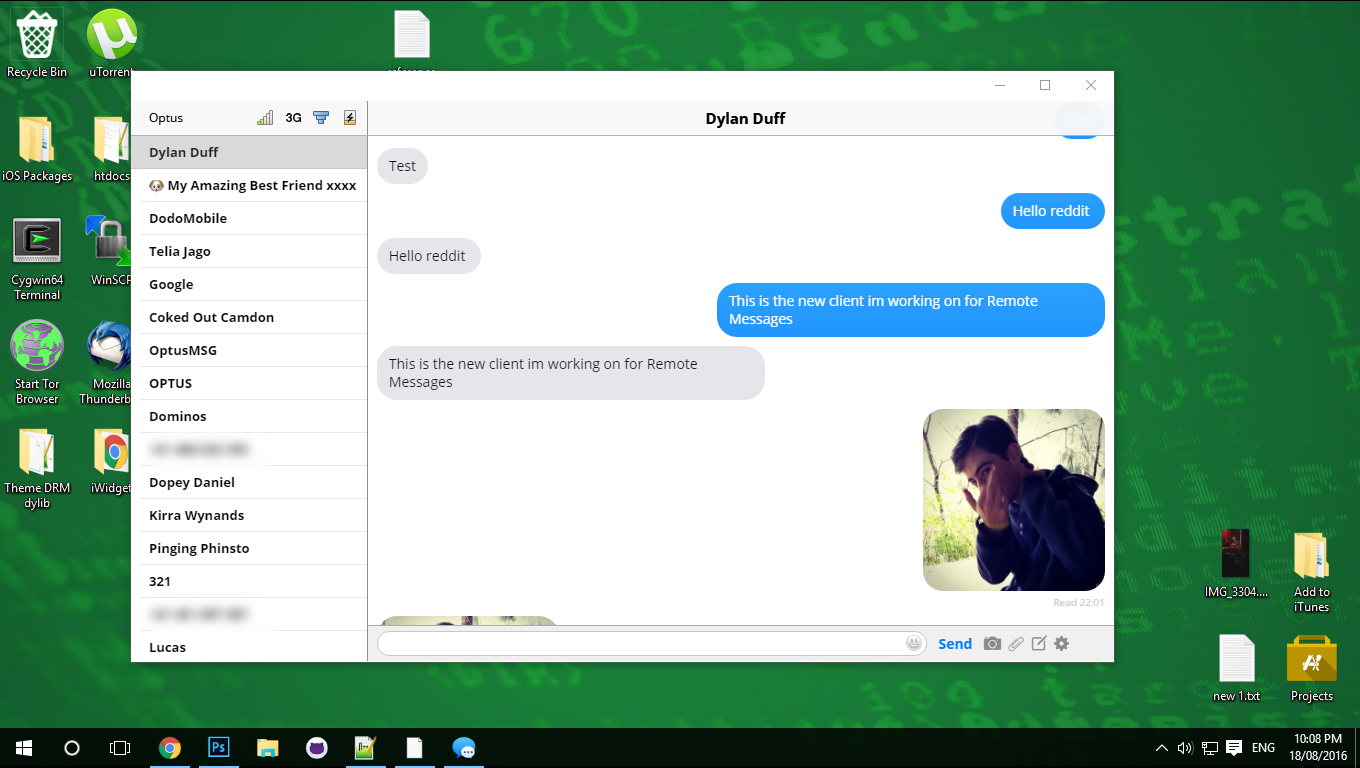 Recycle Bin
uTorrent
iOS Packages
htdocs
Cygwin64
Terminal
WinSCP
Start Tor
Browser
Mozilla
Thunderb
Theme DRM
dylib
iWidget
Optus
3G
Dylan Duff
Dylan Duff
My Amazing Best Friend xxxx
DodoMobile
Telia Jago
Google
Coked Out Camdon
OptusMSG
OPTUS
Dominos
Dopey Daniel
Kirra Wynands
Pinging Phinsto
321
Lucas
Test
Hello reddit
Hello reddit
This is the new client im working on for Remote
Messages
This is the new client im working on for Remote
Messages
Read 22:01
Send
IMG_3304....
Add to
iTunes
new 1.txt
Projects
Ps
ENG
10:08 PM
18/08/2016